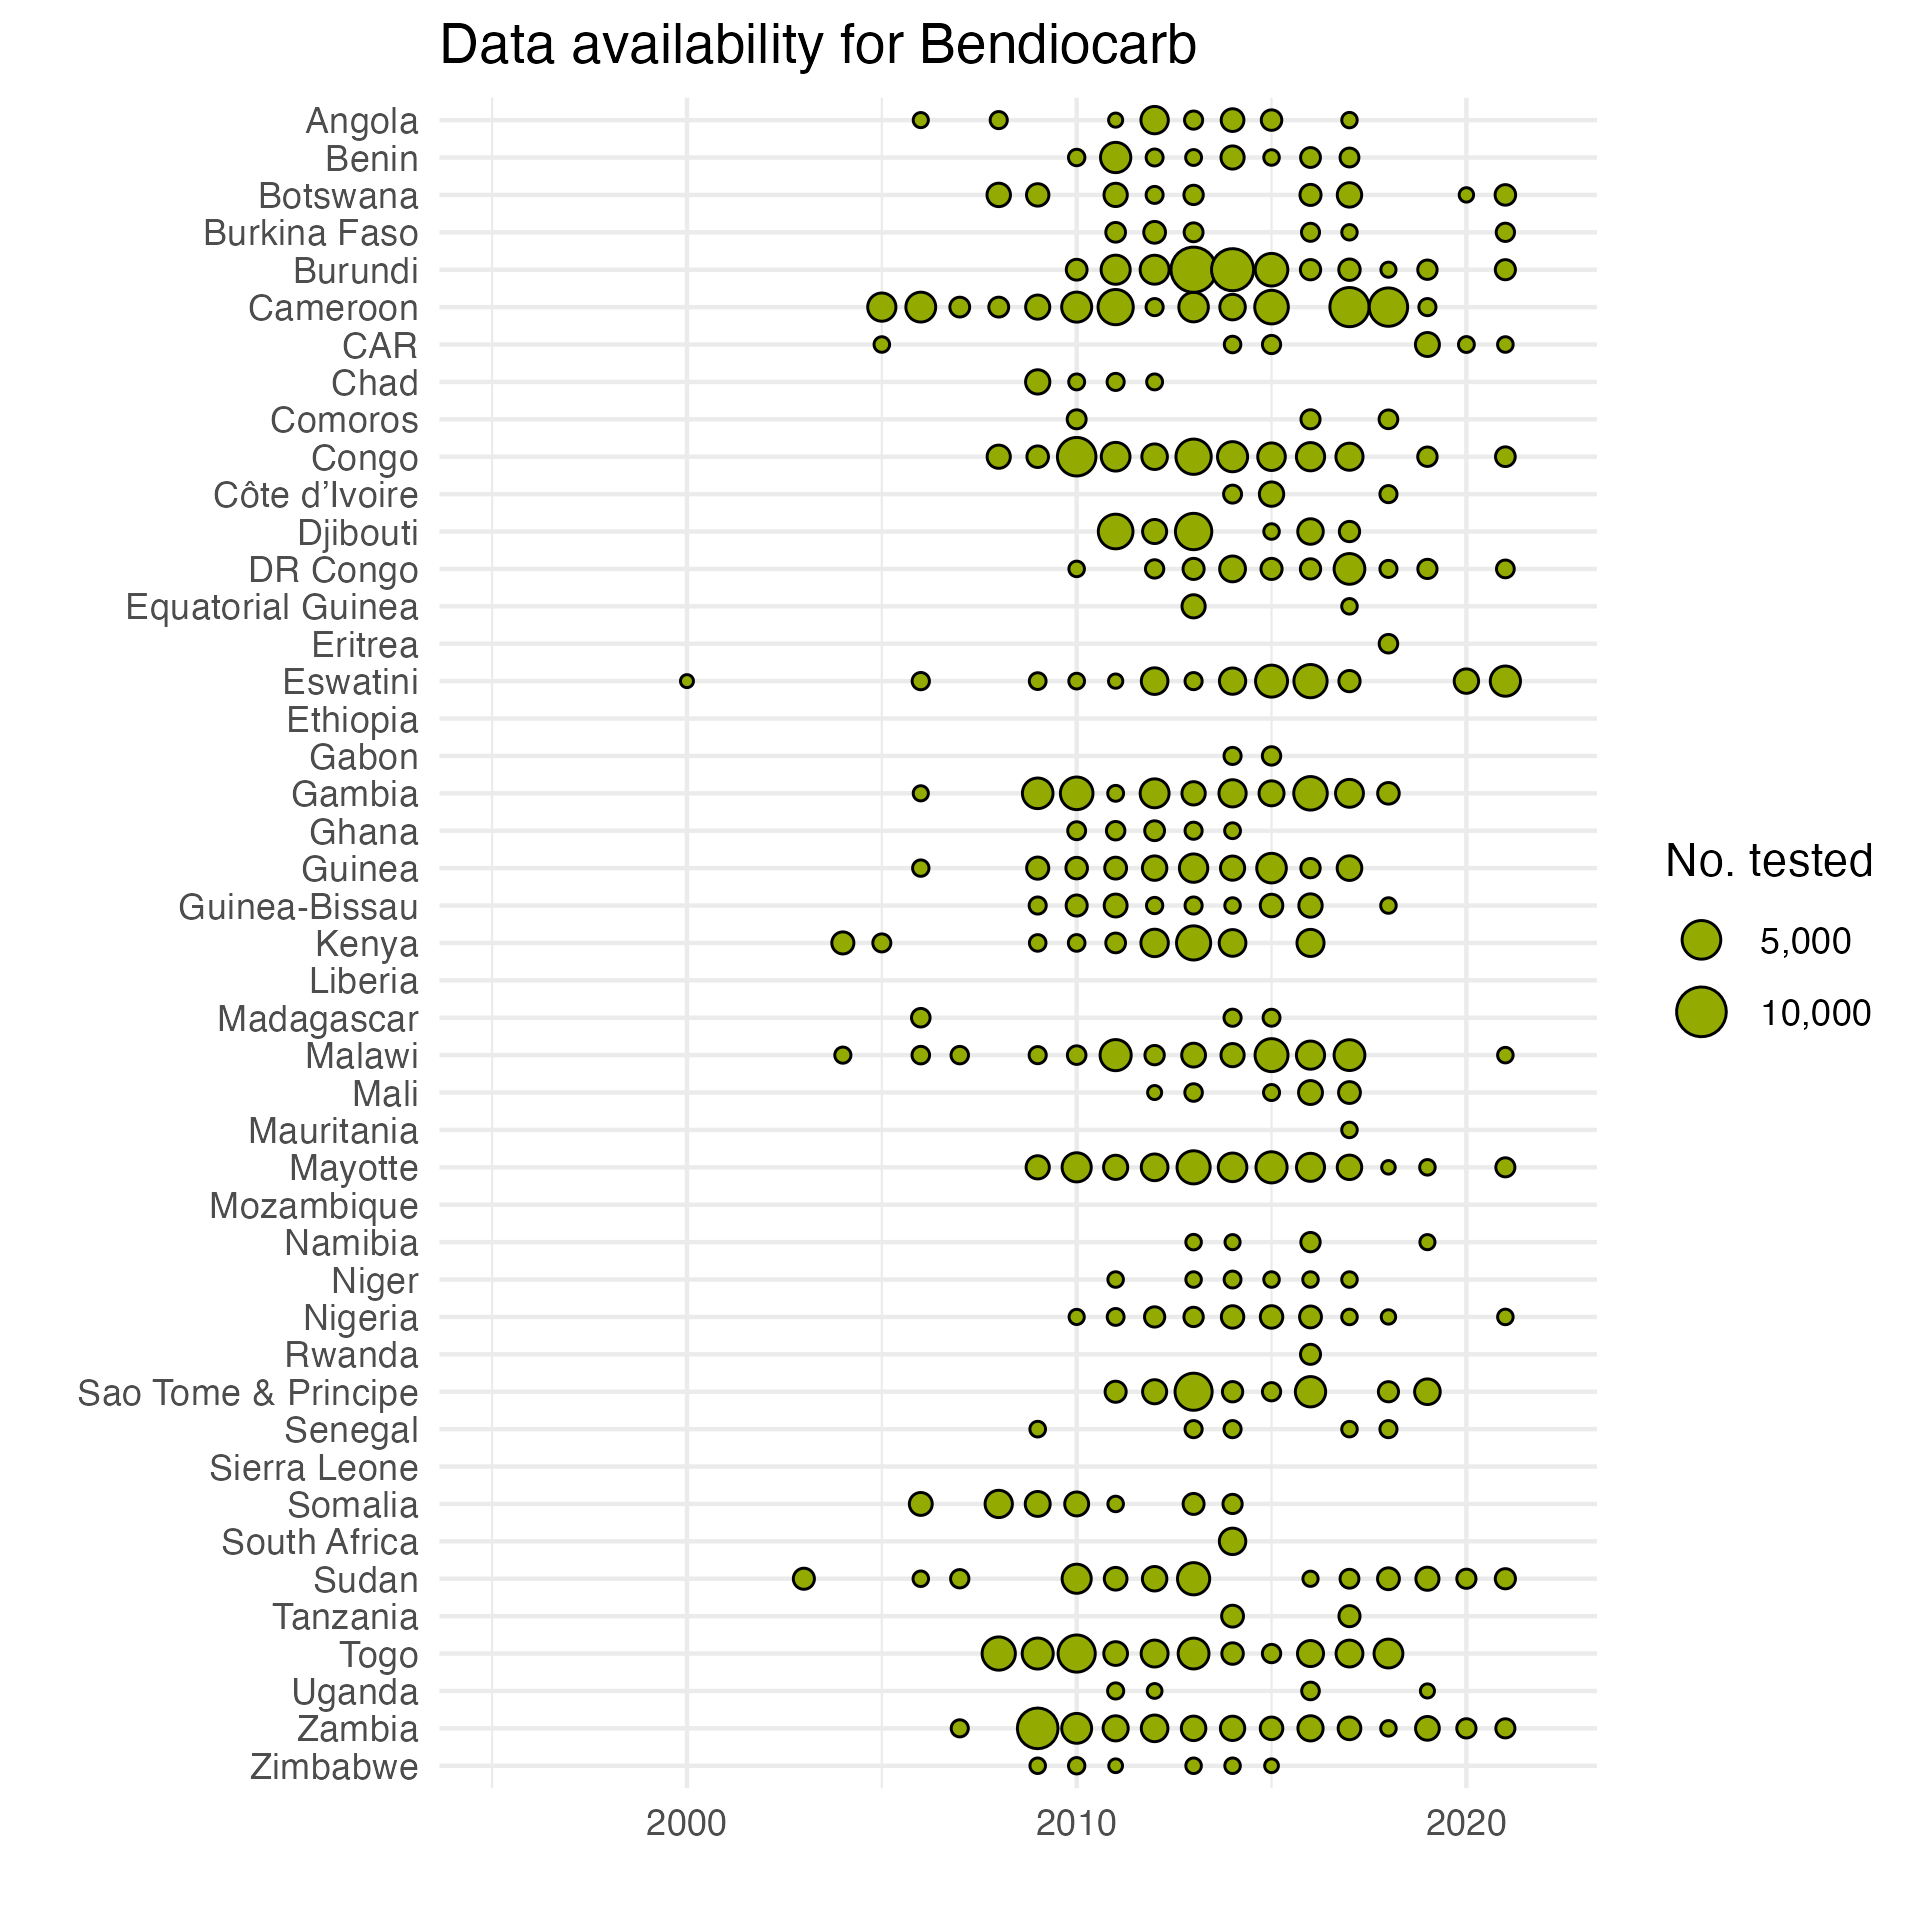 Data availability for Bendiocarb
Angola
Benin
Botswana
Burkina Faso
Burundi
Cameroon
CAR
Chad
Comoros
Congo
Côte d’Ivoire
Djibouti
DR Congo
Equatorial Guinea
Eritrea
Eswatini
Ethiopia
Gabon
Gambia
Ghana
Guinea
Guinea-Bissau
Kenya
Liberia
Madagascar
Malawi
Mali
Mauritania
Mayotte
Mozambique
Namibia
Niger
Nigeria
Rwanda
Sao Tome & Principe
Senegal
Sierra Leone
Somalia
South Africa
Sudan
Tanzania
Togo
Uganda
Zambia
Zimbabwe
2000 2010 2020
No. tested
5,000
10,000